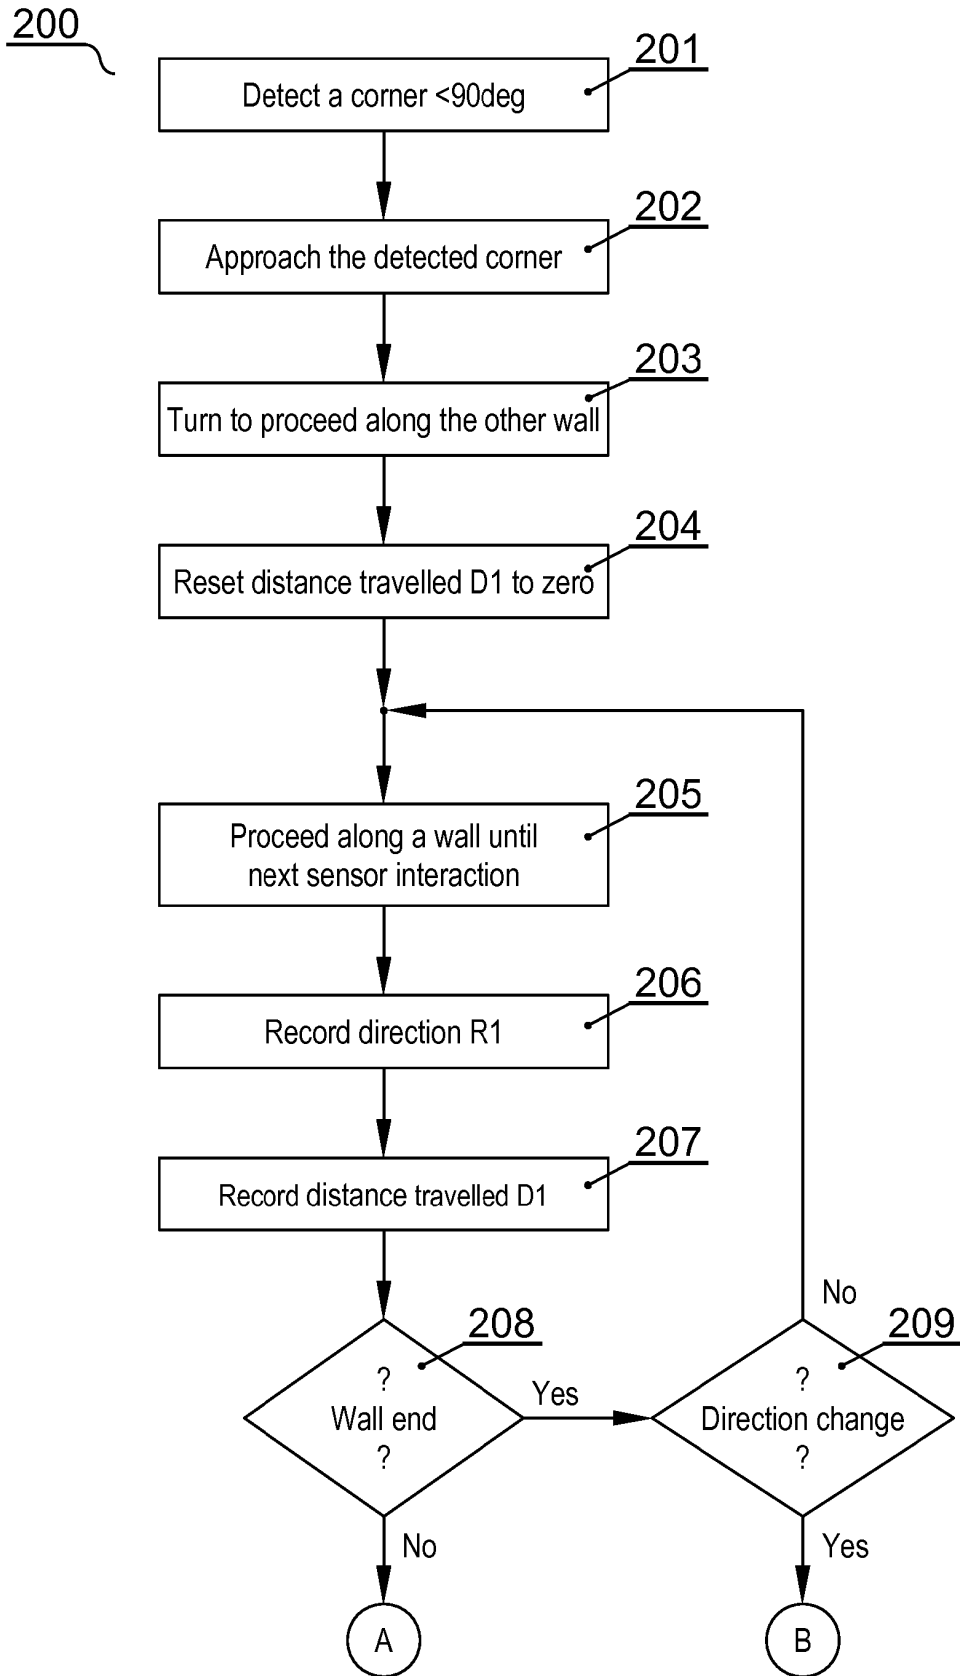 200
201
Detect a corner <90deg
202
Approach the detected corner
203
Turn to proceed along the other wall
204
Reset distance travelled D1 to zero
205
Proceed along a wall until
next sensor interaction
206
Record direction R1
207
Record distance travelled D1
No
208
209
?
Wall end
?
Yes
?
Direction change
?
No
Yes
A
B